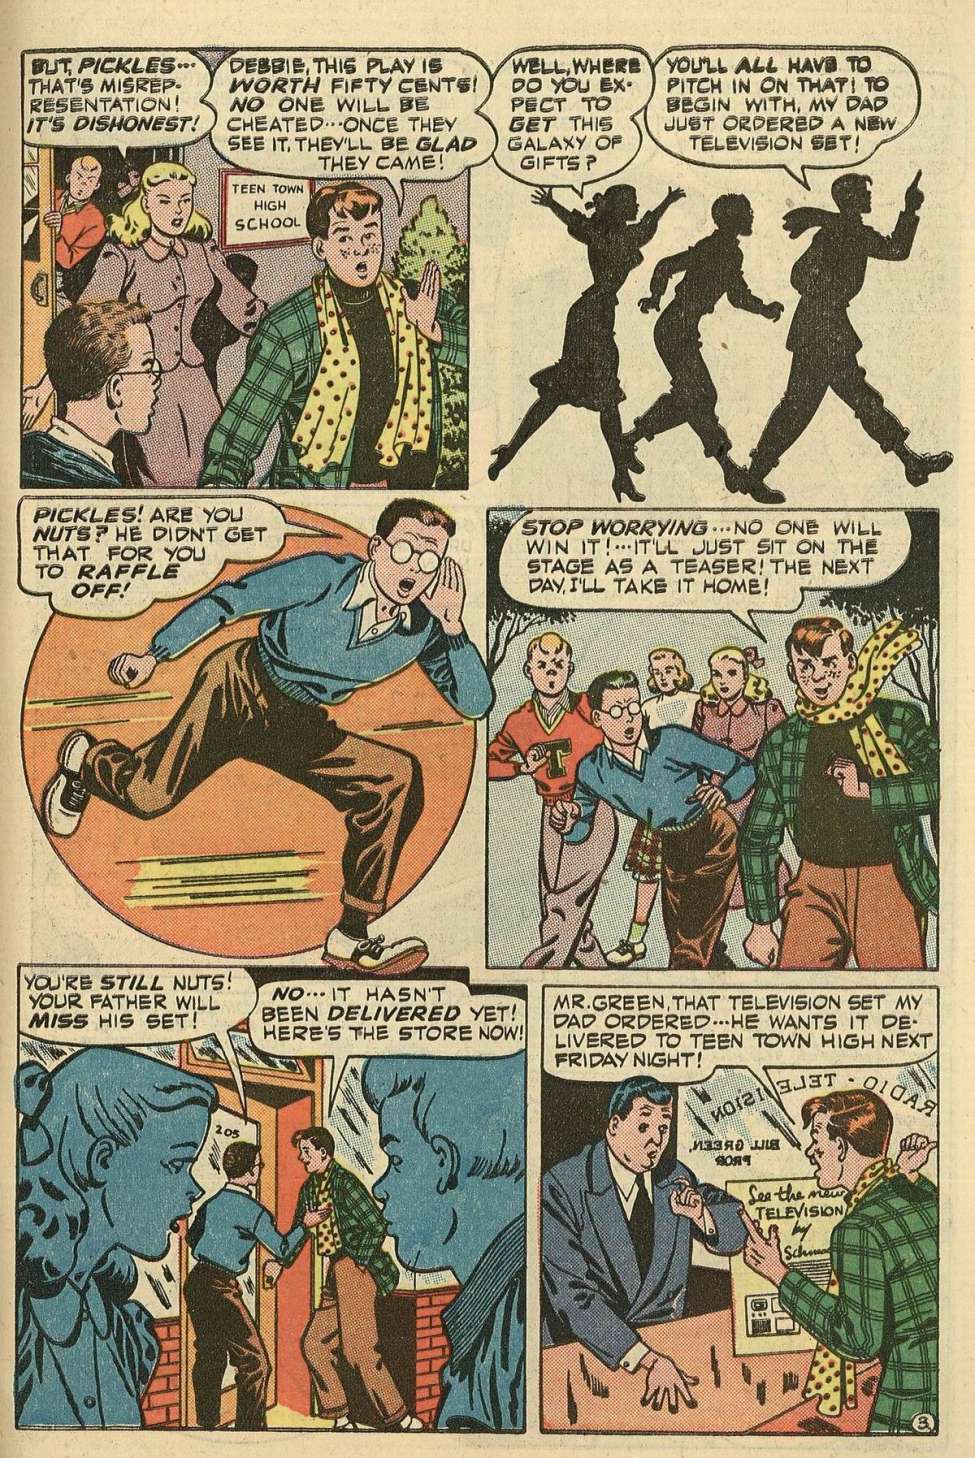 BUT, PICKLES...
THAT'S MISREP-
RESENTATION!
IT'S DISHONEST!
DEBBIE, THIS PLAY IS
WORTH FIFTY CENTS!
NO ONE WILL BE
CHEATED...ONCE THEY
SEE IT, THEY'LL BE GLAD
THEY CAME!
TEEN TOWN
HIGH
SCHOOL
WELL, WHERE
DO YOU EX-
PECT TO
GET THIS
GALAXY OF
GIFTS?
YOU'LL ALL HAVE TO
PITCH IN ON THAT! TO
BEGIN WITH, MY DAD
JUST ORDERED A NEW
TELEVISION SET!
PICKLES! ARE YOU
NUTS? HE DIDN'T GET
THAT FOR YOU
TO RAFFLE
OFF!
STOP WORRYING...NO ONE WILL
WIN IT!...IT'LL JUST SIT ON THE
STAGE AS A TEASER! THE NEXT
DAY, I'LL TAKE IT HOME!
T
YOU'RE STILL NUTS!
YOUR FATHER WILL
MISS HIS SET!
NO...IT HASN'T
BEEN DELIVERED YET!
HERE'S THE STORE NOW!
205
MR. GREEN, THAT TELEVISION SET MY
DAD ORDERED...HE WANTS IT DE-
LIVERED TO TEEN TOWN HIGH NEXT
FRIDAY NIGHT!
RADIO - TELE
VISION
BILL GREEN,
PROP
See the new
TELEVISION
by
3